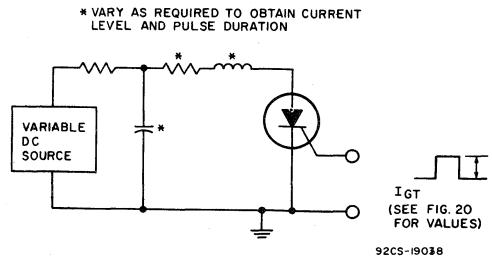 * VARY AS REQUIRED TO OBTAIN CURRENT
LEVEL AND PULSE DURATION
*
*
*
VARIABLE
DC
SOURCE
IGT
(SEE FIG. 20
FOR VALUES)
92CS-19038